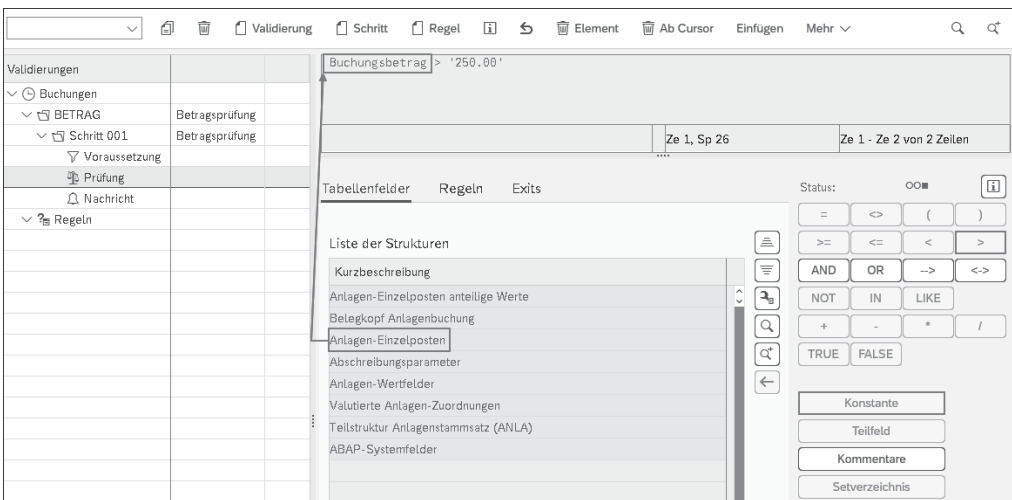 Validierung Schritt Regel Element Ab Cursor Einfügen Mehr
Validierungen
Buchungen
BETRAG Betragsprüfung
Schritt 001 Betragsprüfung
Voraussetzung
Prüfung
Nachricht
Regeln
Buchungsbetrag > '250.00'
Ze 1, Sp 26 Ze 1 - Ze 2 von 2 Zeilen
Tabellenfelder Regeln Exits
Liste der Strukturen
Kurzbeschreibung
Anlagen-Einzelposten anteilige Werte
Belegkopf Anlagenbuchung
Anlagen-Einzelposten
Abschreibungsparameter
Anlagen-Wertfelder
Valutierte Anlagen-Zuordnungen
Teilstruktur Anlagenstammsatz (ANLA)
ABAP-Systemfelder
Status:
= <> ( )
>= <= < >
AND OR --> <->
NOT IN LIKE
+ - * /
TRUE FALSE
Konstante
Teilfeld
Kommentare
Setverzeichnis